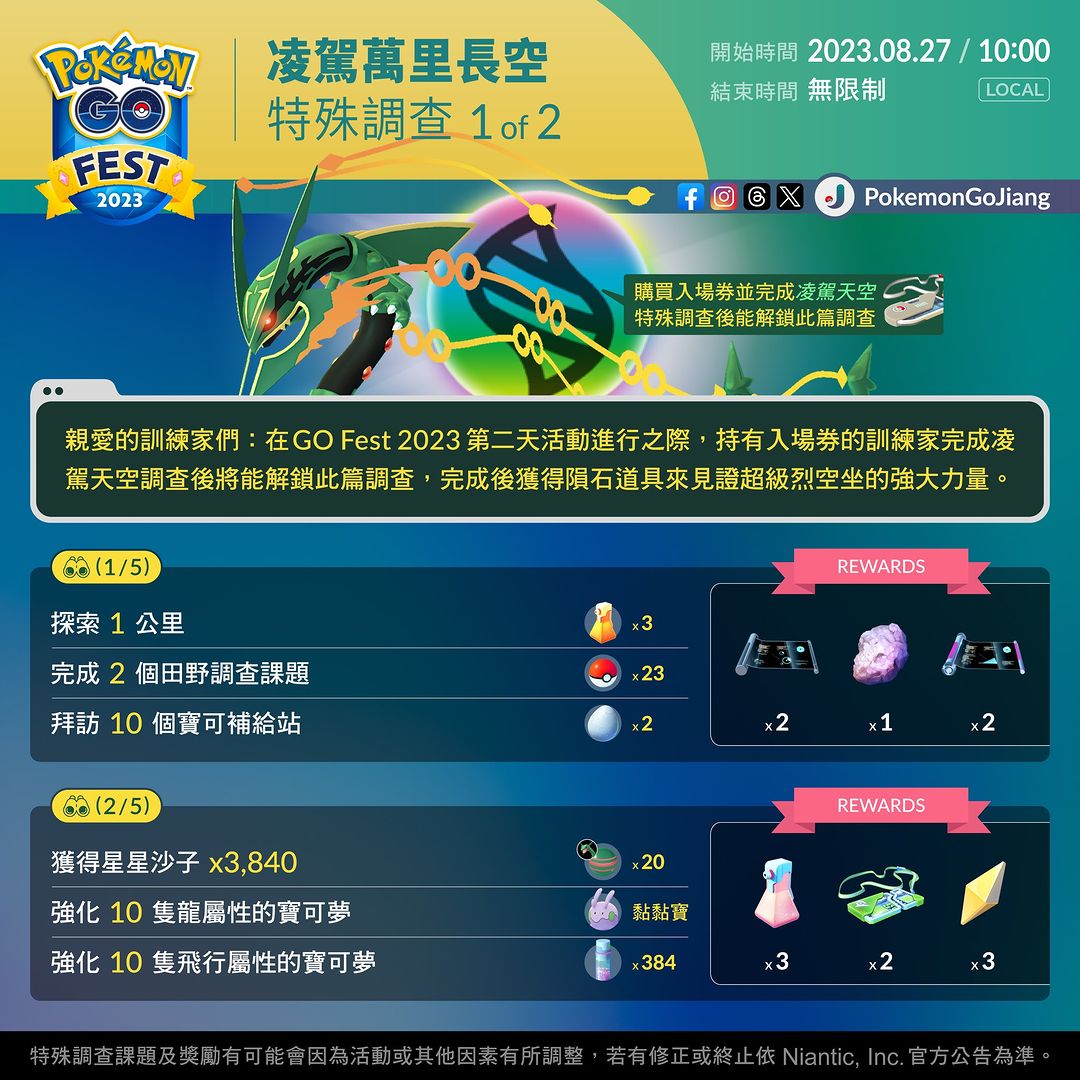 Pokémon
GO
FEST
2023
凌駕萬里長空
特殊調查 1 of 2
開始時間 2023.08.27 / 10:00
結束時間 無限制
LOCAL
PokemonGoJiang
購買入場券並完成凌駕天空
特殊調查後能解鎖此篇調查
親愛的訓練家們：在GO Fest 2023 第二天活動進行之際，持有入場券的訓練家完成凌
駕天空調查後將能解鎖此篇調查，完成後獲得隕石道具來見證超級烈空坐的強大力量。
(1/5)
REWARDS
探索 1 公里
x3
完成 2 個田野調查課題
x23
拜訪 10 個寶可補給站
x2
x2
x1
x2
(2/5)
REWARDS
獲得星星沙子 x3,840
x20
強化 10 隻龍屬性的寶可夢
黏黏寶
強化 10 隻飛行屬性的寶可夢
x384
x3
x2
x3
特殊調查課題及獎勵有可能會因為活動或其他因素有所調整，若有修正或終止依 Niantic, Inc. 官方公告為準。